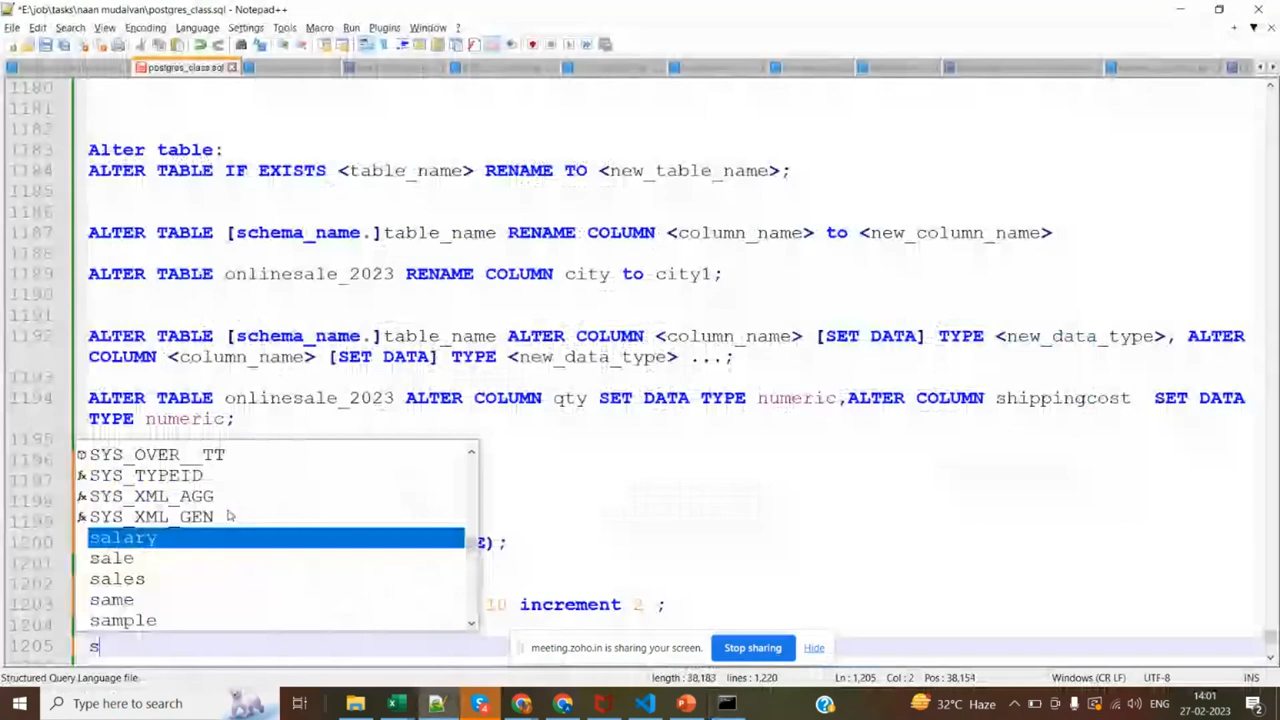 *E:\job\tasks\naan mudalvan\postgres_class.sql - Notepad++
File Edit Search View Encoding Language Settings Tools Macro Run Plugins Window ?
postgres_class.sql
1180
1181
1182
1183 Alter table:
1184 ALTER TABLE IF EXISTS <table_name> RENAME TO <new_table_name>;
1185
1186
1187 ALTER TABLE [schema_name.]table_name RENAME COLUMN <column_name> to <new_column_name>
1188
1189 ALTER TABLE onlinesale_2023 RENAME COLUMN city to city1;
1190
1191
1192 ALTER TABLE [schema_name.]table_name ALTER COLUMN <column_name> [SET DATA] TYPE <new_data_type>, ALTER
COLUMN <column_name> [SET DATA] TYPE <new_data_type> ...;
1193
1194 ALTER TABLE onlinesale_2023 ALTER COLUMN qty SET DATA TYPE numeric,ALTER COLUMN shippingcost SET DATA
TYPE numeric;
1195
SYS_OVER__TT
1196
SYS_TYPEID
1197
SYS_XML_AGG
1198
SYS_XML_GEN
1199
salary
1200 E);
sale
1201
sales
1202
same
1203 10 increment 2 ;
sample
1204
1205 s
meeting.zoho.in is sharing your screen. Stop sharing Hide
Structured Query Language file length : 38,183 lines : 1,220 Ln : 1,205 Col : 2 Pos : 38,154 Windows (CR LF) UTF-8 INS
Type here to search
32°C Haze
14:01
27-02-2023